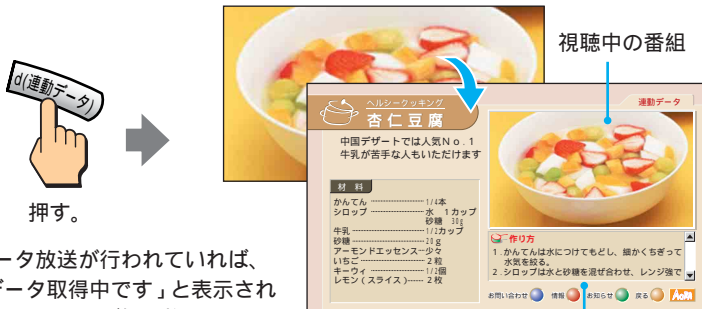 d(連動データ)
押す。
視聴中の番組
連動データ
ヘルシークッキング
杏仁豆腐
中国デザートでは人気No.1
牛乳が苦手な人もいただけます
材 料
かんてん ---------------- 1/4本
シロップ ---------------- 水 1カップ
砂糖 30g
牛乳 -------------------- 1/2カップ
砂糖 -------------------- 20g
アーモンドエッセンス--少々
いちご ------------------ 2粒
キーウィ ---------------- 1/2個
レモン(スライス)------ 2枚
作り方
1.かんてんは水につけてもどし、細かくちぎって
水気を絞る。
2.シロップは水と砂糖を混ぜ合わせ、レンジ強で
お問い合わせ 情報 お知らせ 戻る
ータ放送が行われていれば、
データ取得中です」と表示され